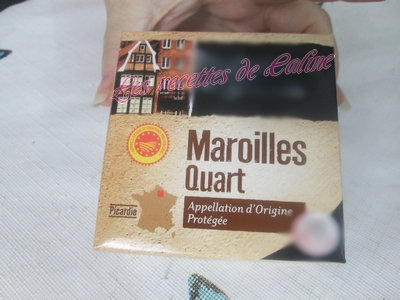 Les recettes de Coline
Maroilles
Quart
Appellation d'Origine
Protégée
Picardie